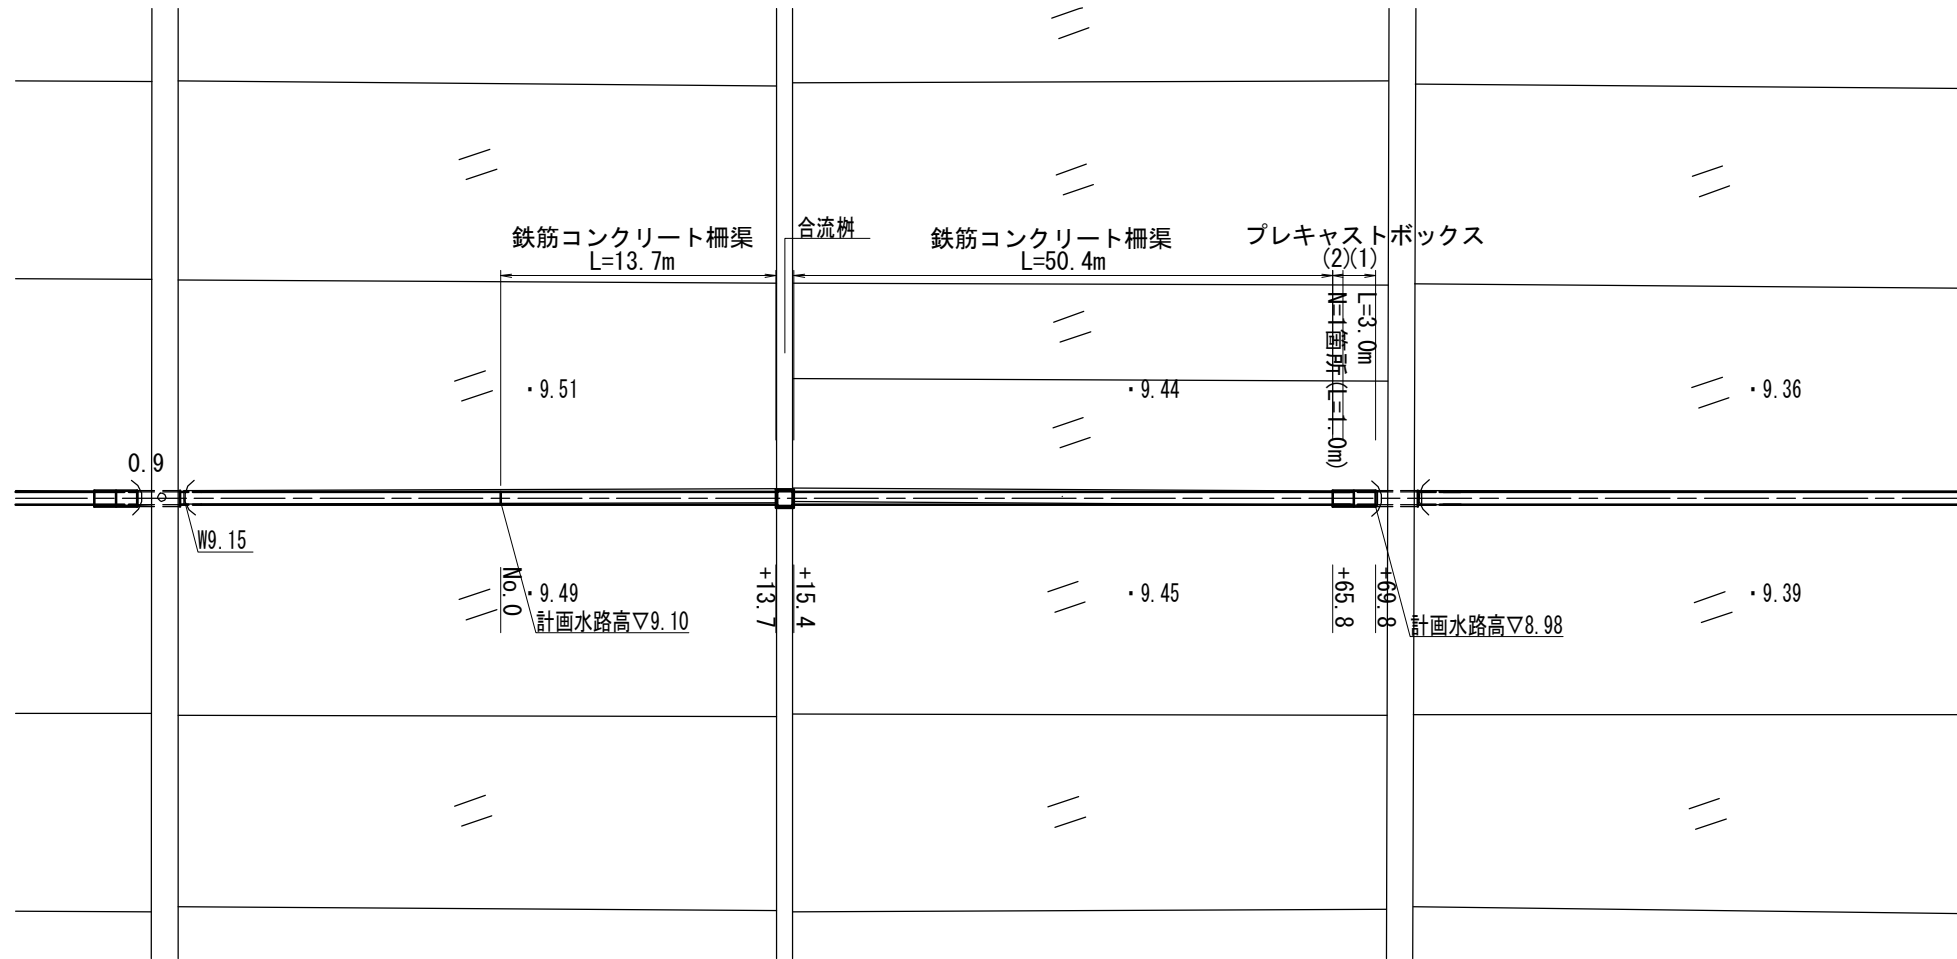 鉄筋コンクリート柵渠
L=13.7m
合流桝
鉄筋コンクリート柵渠
L=50.4m
プレキャストボックス
(2)(1)
N=1箇所(L=1.0m)
L=3.0m
・9.51
・9.44
・9.36
0.9
W9.15
No.0
・9.49
計画水路高▽9.10
+13.7
+15.4
・9.45
+65.8
+69.8
計画水路高▽8.98
・9.39